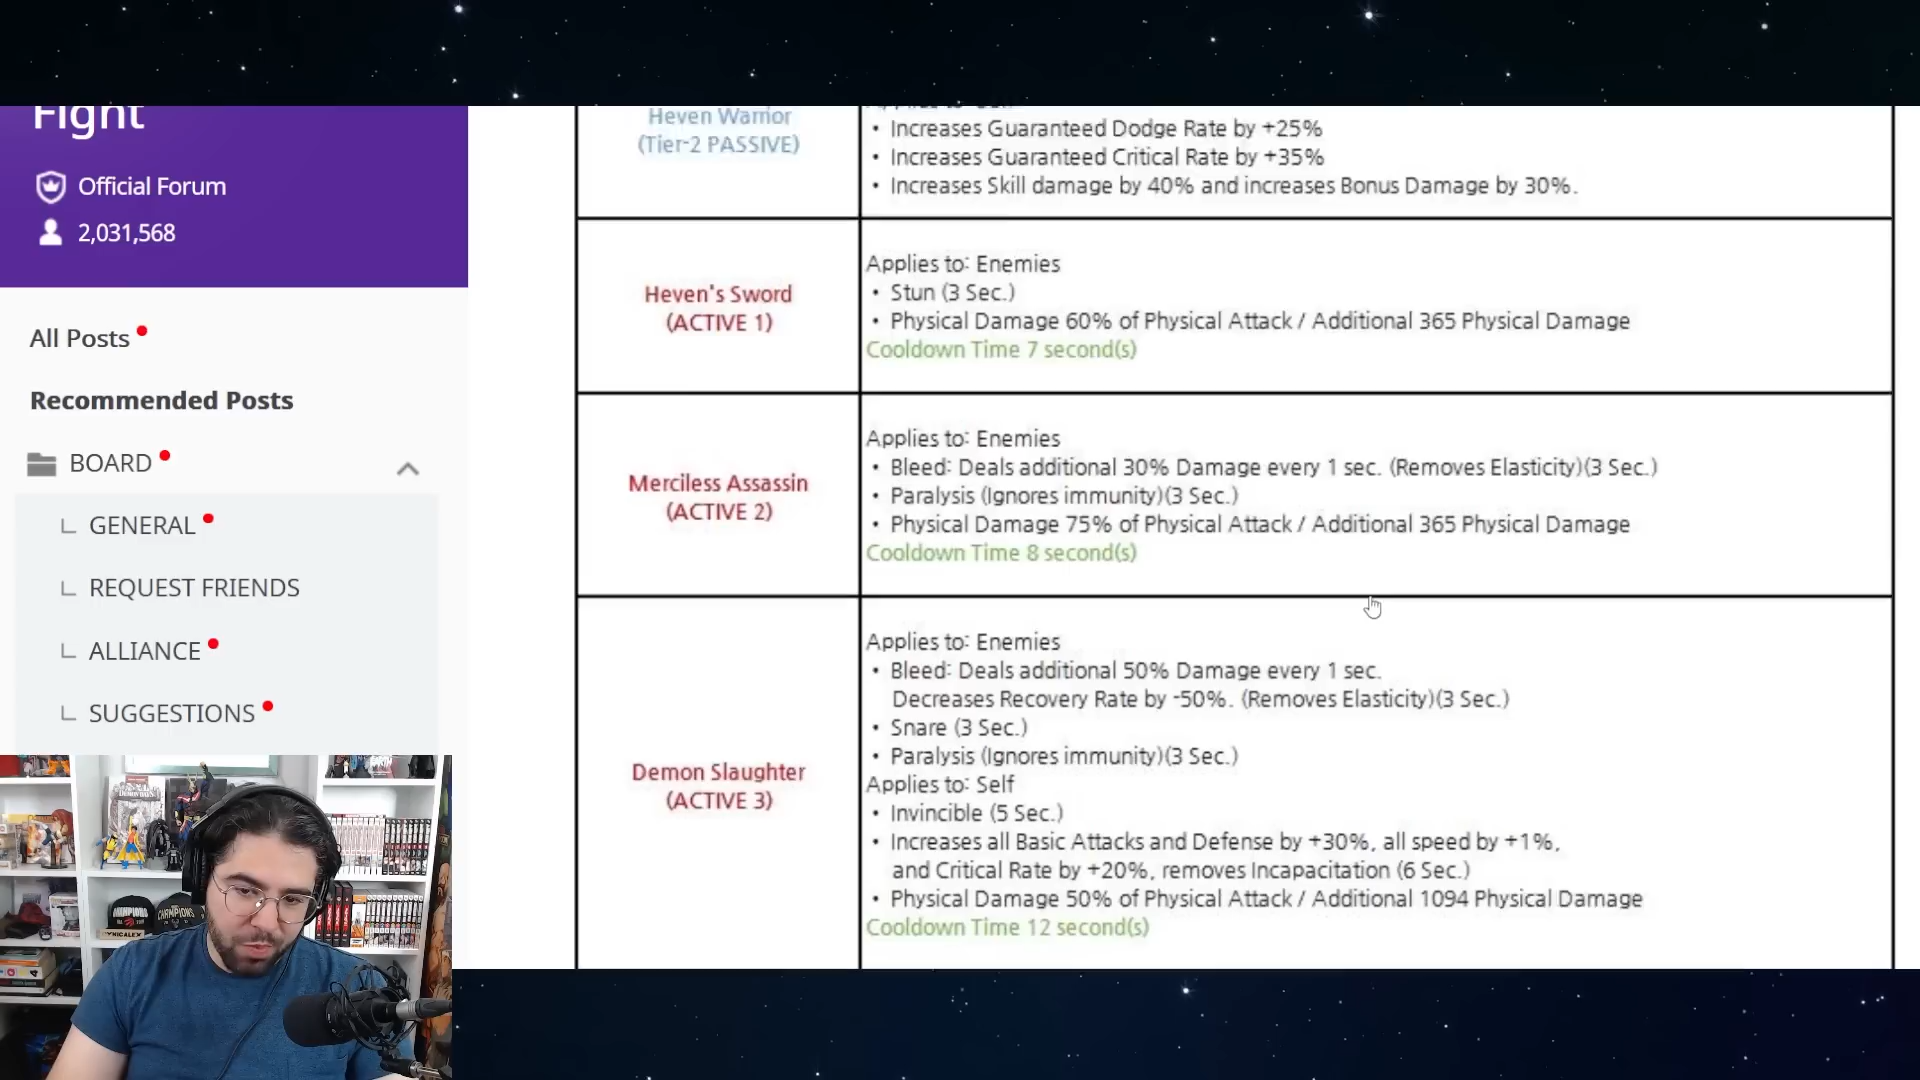 Fight
Official Forum
2,031,568
All Posts
Recommended Posts
BOARD
GENERAL
REQUEST FRIENDS
ALLIANCE
SUGGESTIONS
Heven Warrior
(Tier-2 PASSIVE)
• Increases Guaranteed Dodge Rate by +25%
• Increases Guaranteed Critical Rate by +35%
• Increases Skill damage by 40% and increases Bonus Damage by 30%.
Heven's Sword
(ACTIVE 1)
Applies to: Enemies
• Stun (3 Sec.)
• Physical Damage 60% of Physical Attack / Additional 365 Physical Damage
Cooldown Time 7 second(s)
Merciless Assassin
(ACTIVE 2)
Applies to: Enemies
• Bleed: Deals additional 30% Damage every 1 sec. (Removes Elasticity)(3 Sec.)
• Paralysis (Ignores immunity)(3 Sec.)
• Physical Damage 75% of Physical Attack / Additional 365 Physical Damage
Cooldown Time 8 second(s)
Demon Slaughter
(ACTIVE 3)
Applies to: Enemies
• Bleed: Deals additional 50% Damage every 1 sec.
Decreases Recovery Rate by -50%. (Removes Elasticity)(3 Sec.)
• Snare (3 Sec.)
• Paralysis (Ignores immunity)(3 Sec.)
Applies to: Self
• Invincible (5 Sec.)
• Increases all Basic Attacks and Defense by +30%, all speed by +1%,
and Critical Rate by +20%, removes Incapacitation (6 Sec.)
• Physical Damage 50% of Physical Attack / Additional 1094 Physical Damage
Cooldown Time 12 second(s)
CHAMPIONS
CHAMPIONS